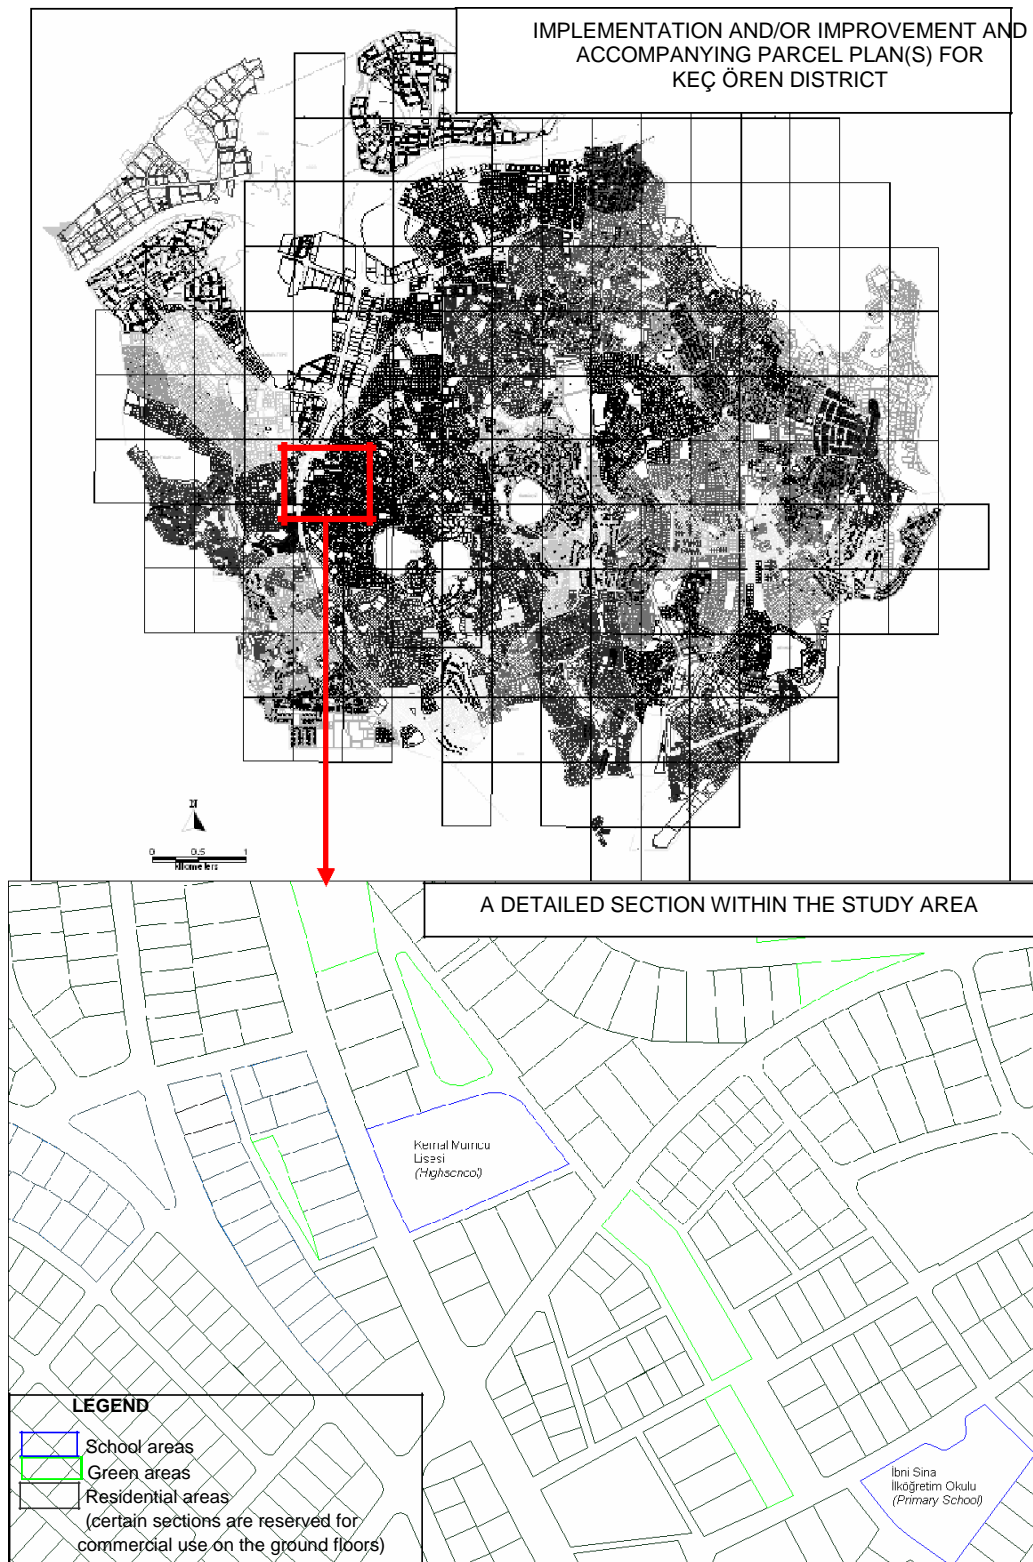 IMPLEMENTATION AND/OR IMPROVEMENT AND
ACCOMPANYING PARCEL PLAN(S) FOR
KEÇ ÖREN DISTRICT
N
0 0.5 1
kilometers
A DETAILED SECTION WITHIN THE STUDY AREA
Kemal Mumcu
Lisesi
(Highschool)
İbni Sina
İlköğretim Okulu
(Primary School)
LEGEND
School areas
Green areas
Residential areas
(certain sections are reserved for
commercial use on the ground floors)